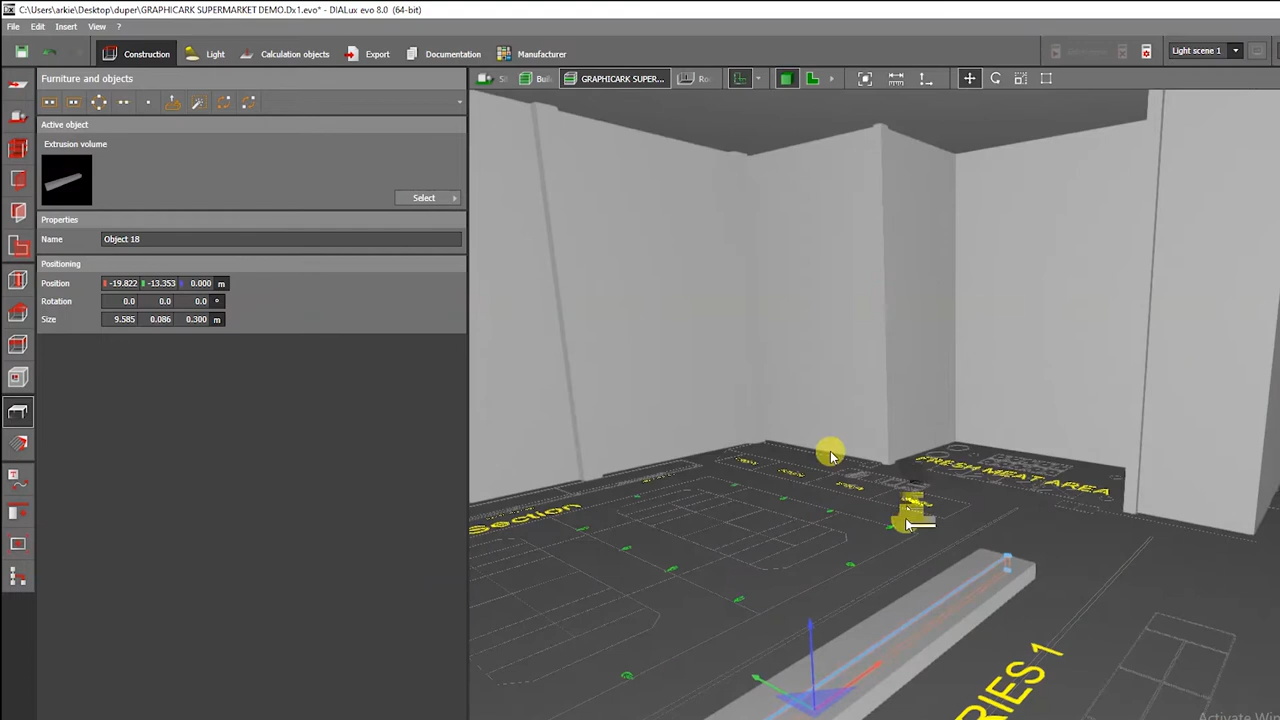 C:\Users\arkie\Desktop\duper\GRAPHICARK SUPERMARKET DEMO.Dx1.evo* - DIALux evo 8.0 (64-bit)
File Edit Insert View ?
Construction Light Calculation objects Export Documentation Manufacturer Light scene 1
Furniture and objects
GRAPHICARK SUPER...
Active object
Extrusion volume
Select
Properties
Name Object 18
Positioning
Position -19.822 -13.353 0.000 m
Rotation 0.0 0.0 0.0 °
Size 9.585 0.086 0.300 m
FRESH MEAT AREA
Section
RIES 1